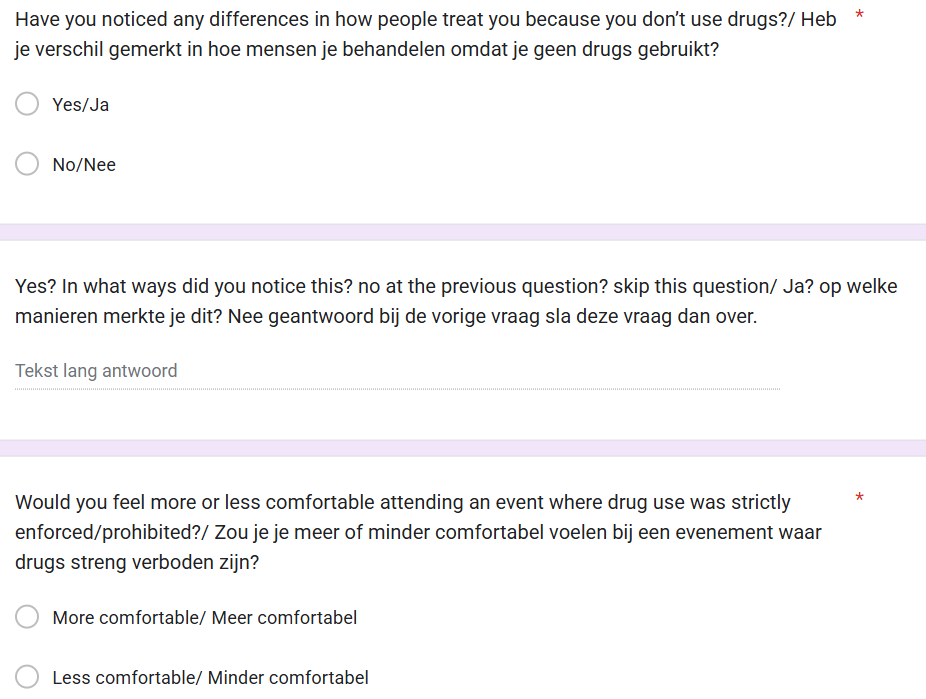 Have you noticed any differences in how people treat you because you don’t use drugs?/ Heb *
je verschil gemerkt in hoe mensen je behandelen omdat je geen drugs gebruikt?
Yes/Ja
No/Nee
Yes? In what ways did you notice this? no at the previous question? skip this question/ Ja? op welke
manieren merkte je dit? Nee geantwoord bij de vorige vraag sla deze vraag dan over.
Tekst lang antwoord
Would you feel more or less comfortable attending an event where drug use was strictly *
enforced/prohibited?/ Zou je je meer of minder comfortabel voelen bij een evenement waar
drugs streng verboden zijn?
More comfortable/ Meer comfortabel
Less comfortable/ Minder comfortabel